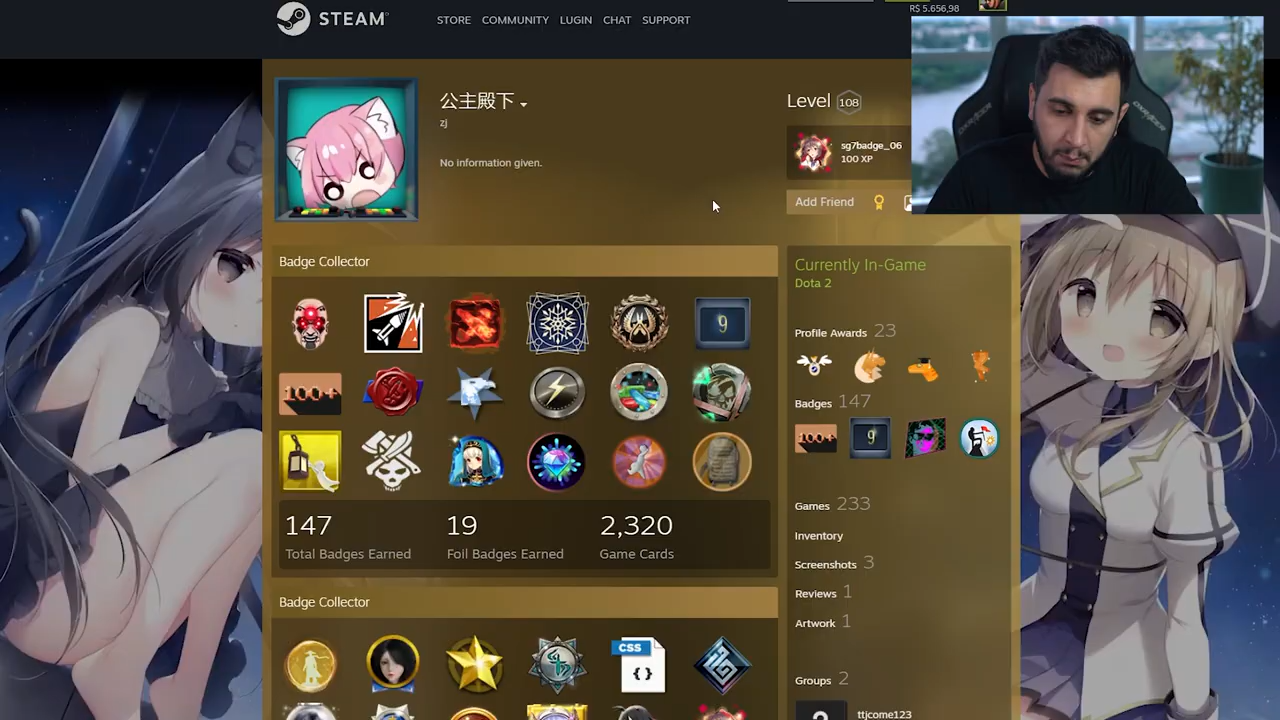 STEAM
STORE COMMUNITY LUGIN CHAT SUPPORT
R$ 5.656,98
公主殿下
zj
No information given.
Level 108
sg7badge_06
100 XP
Add Friend
Badge Collector
9
100+
147 19 2,320
Total Badges Earned Foil Badges Earned Game Cards
Badge Collector
CSS
{ }
Currently In-Game
Dota 2
Profile Awards 23
Badges 147
100+ 9
Games 233
Inventory
Screenshots 3
Reviews 1
Artwork 1
Groups 2
?
ttjcome123